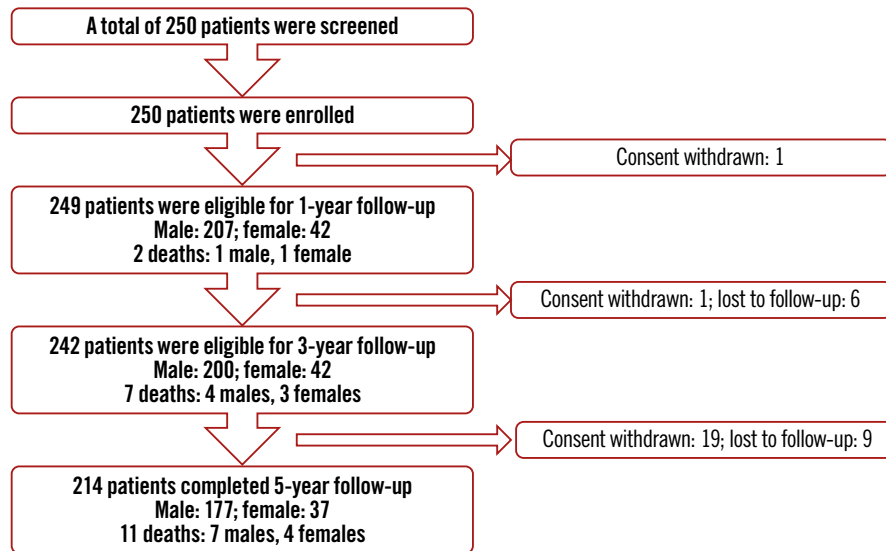 A total of 250 patients were screened
250 patients were enrolled
Consent withdrawn: 1
249 patients were eligible for 1-year follow-up
Male: 207; female: 42
2 deaths: 1 male, 1 female
Consent withdrawn: 1; lost to follow-up: 6
242 patients were eligible for 3-year follow-up
Male: 200; female: 42
7 deaths: 4 males, 3 females
Consent withdrawn: 19; lost to follow-up: 9
214 patients completed 5-year follow-up
Male: 177; female: 37
11 deaths: 7 males, 4 females